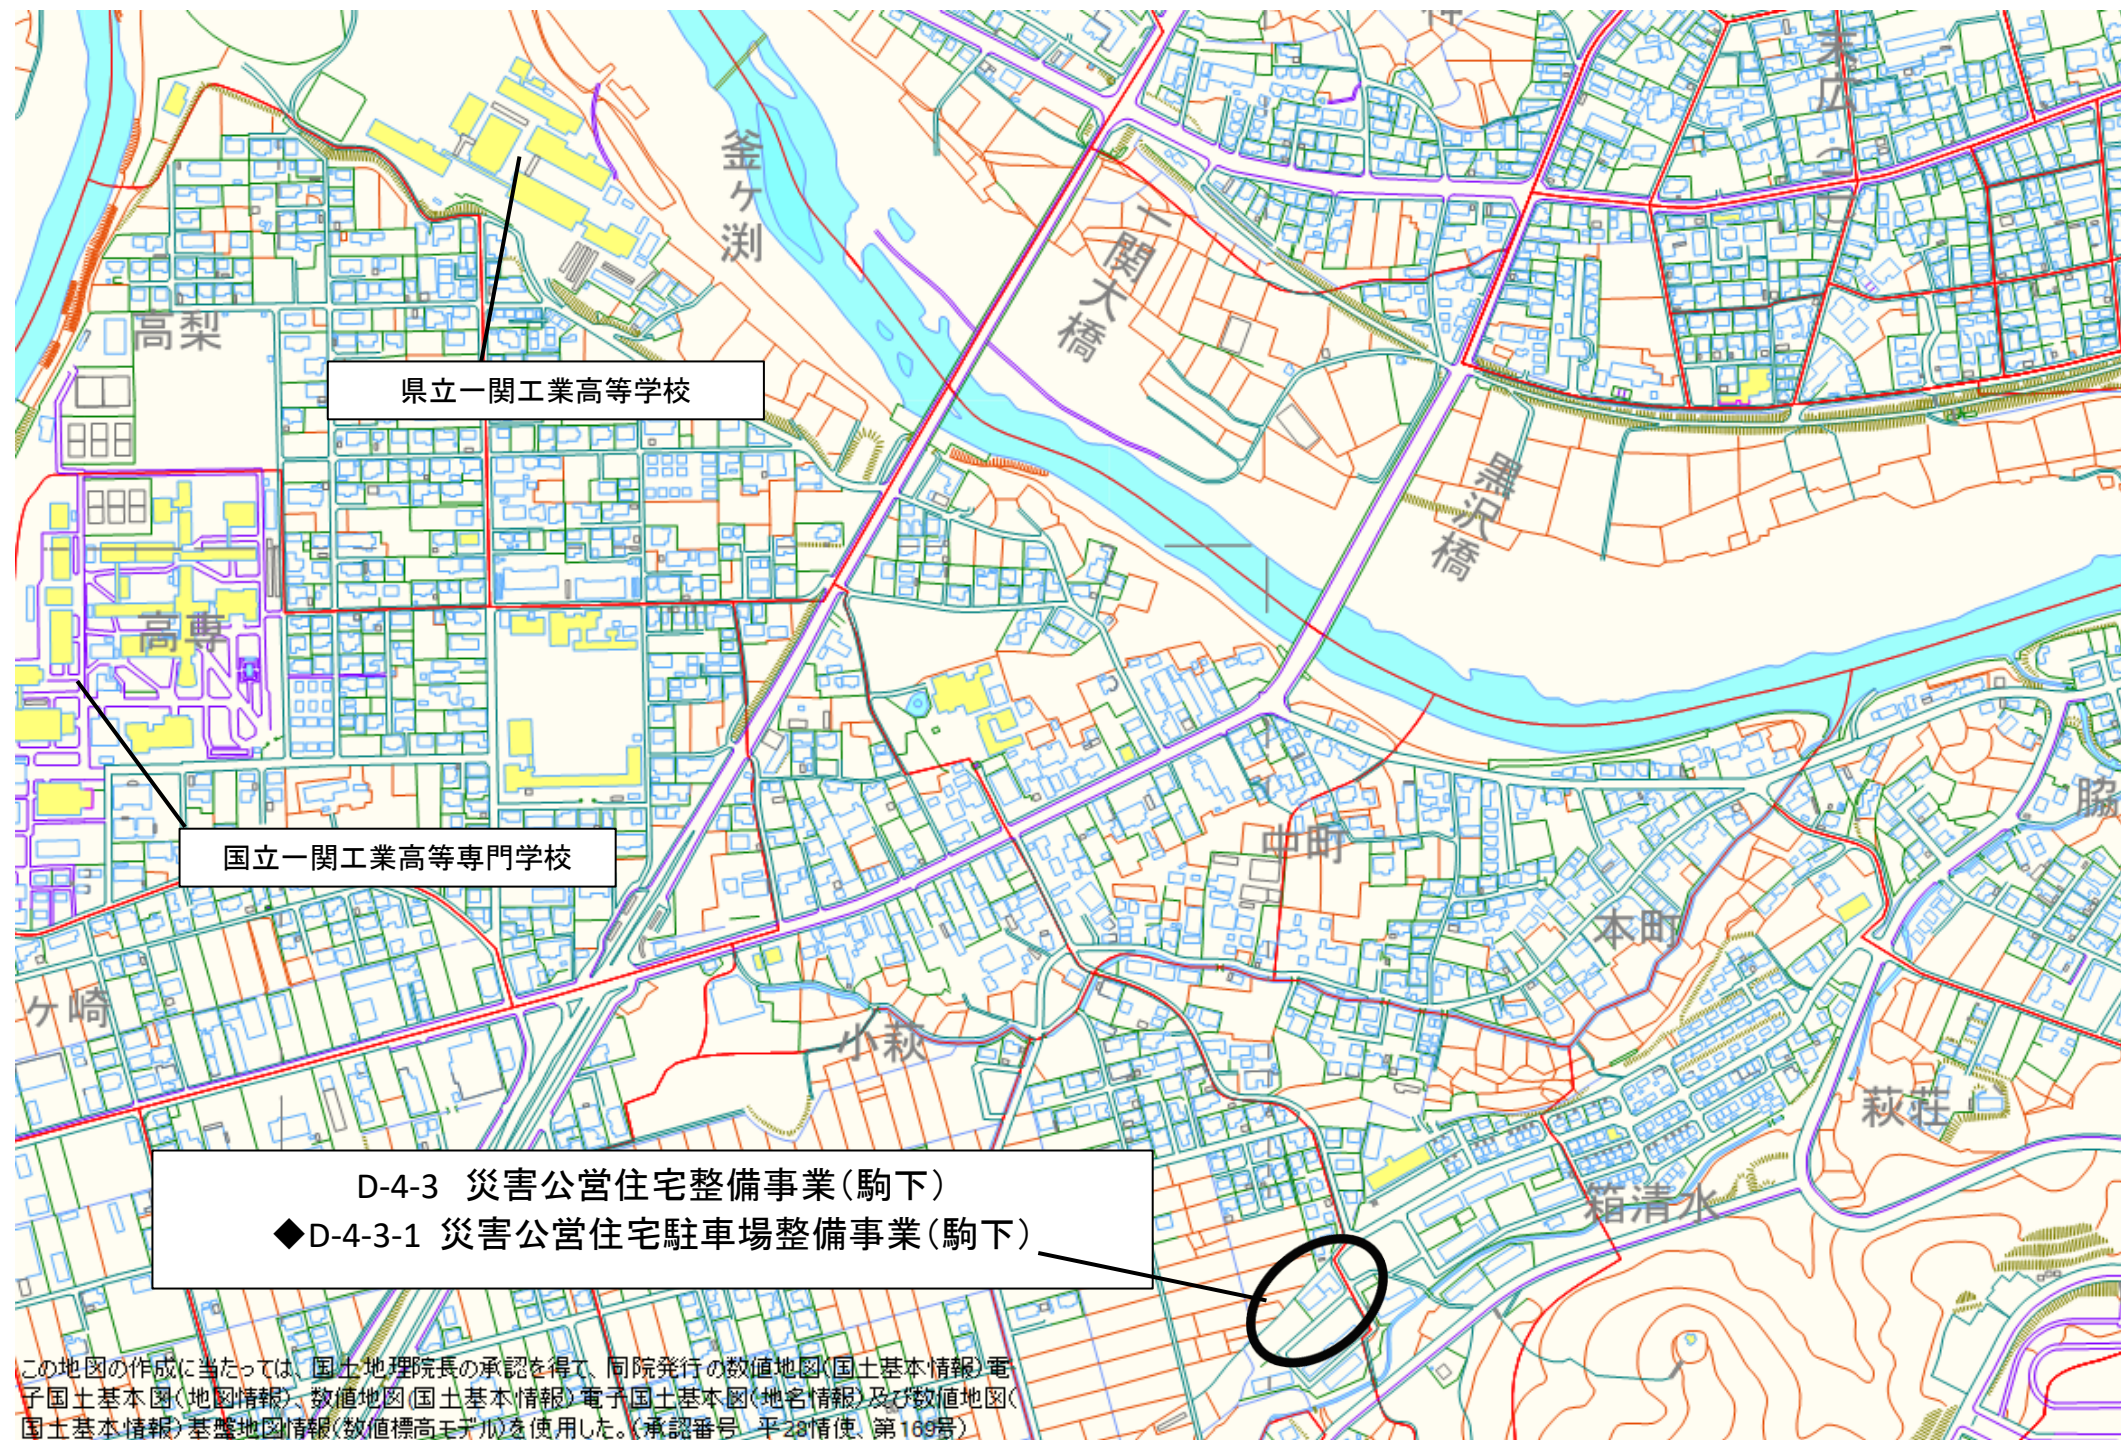 末広
釜ケ渕
一関大橋
高梨
県立一関工業高等学校
黒沢橋
高専
脇
国立一関工業高等専門学校
中町
本町
ケ崎
小萩
萩荘
D-4-3 災害公営住宅整備事業(駒下)
◆D-4-3-1 災害公営住宅駐車場整備事業(駒下)
箱清水
この地図の作成に当たっては、国土地理院長の承認を得て、同院発行の数値地図(国土基本情報)電
子国土基本図(地図情報)、数値地図(国土基本情報)電子国土基本図(地名情報)及び数値地図(
国土基本情報)基盤地図情報(数値標高モデル)を使用した。(承認番号 平28情使、第169号)